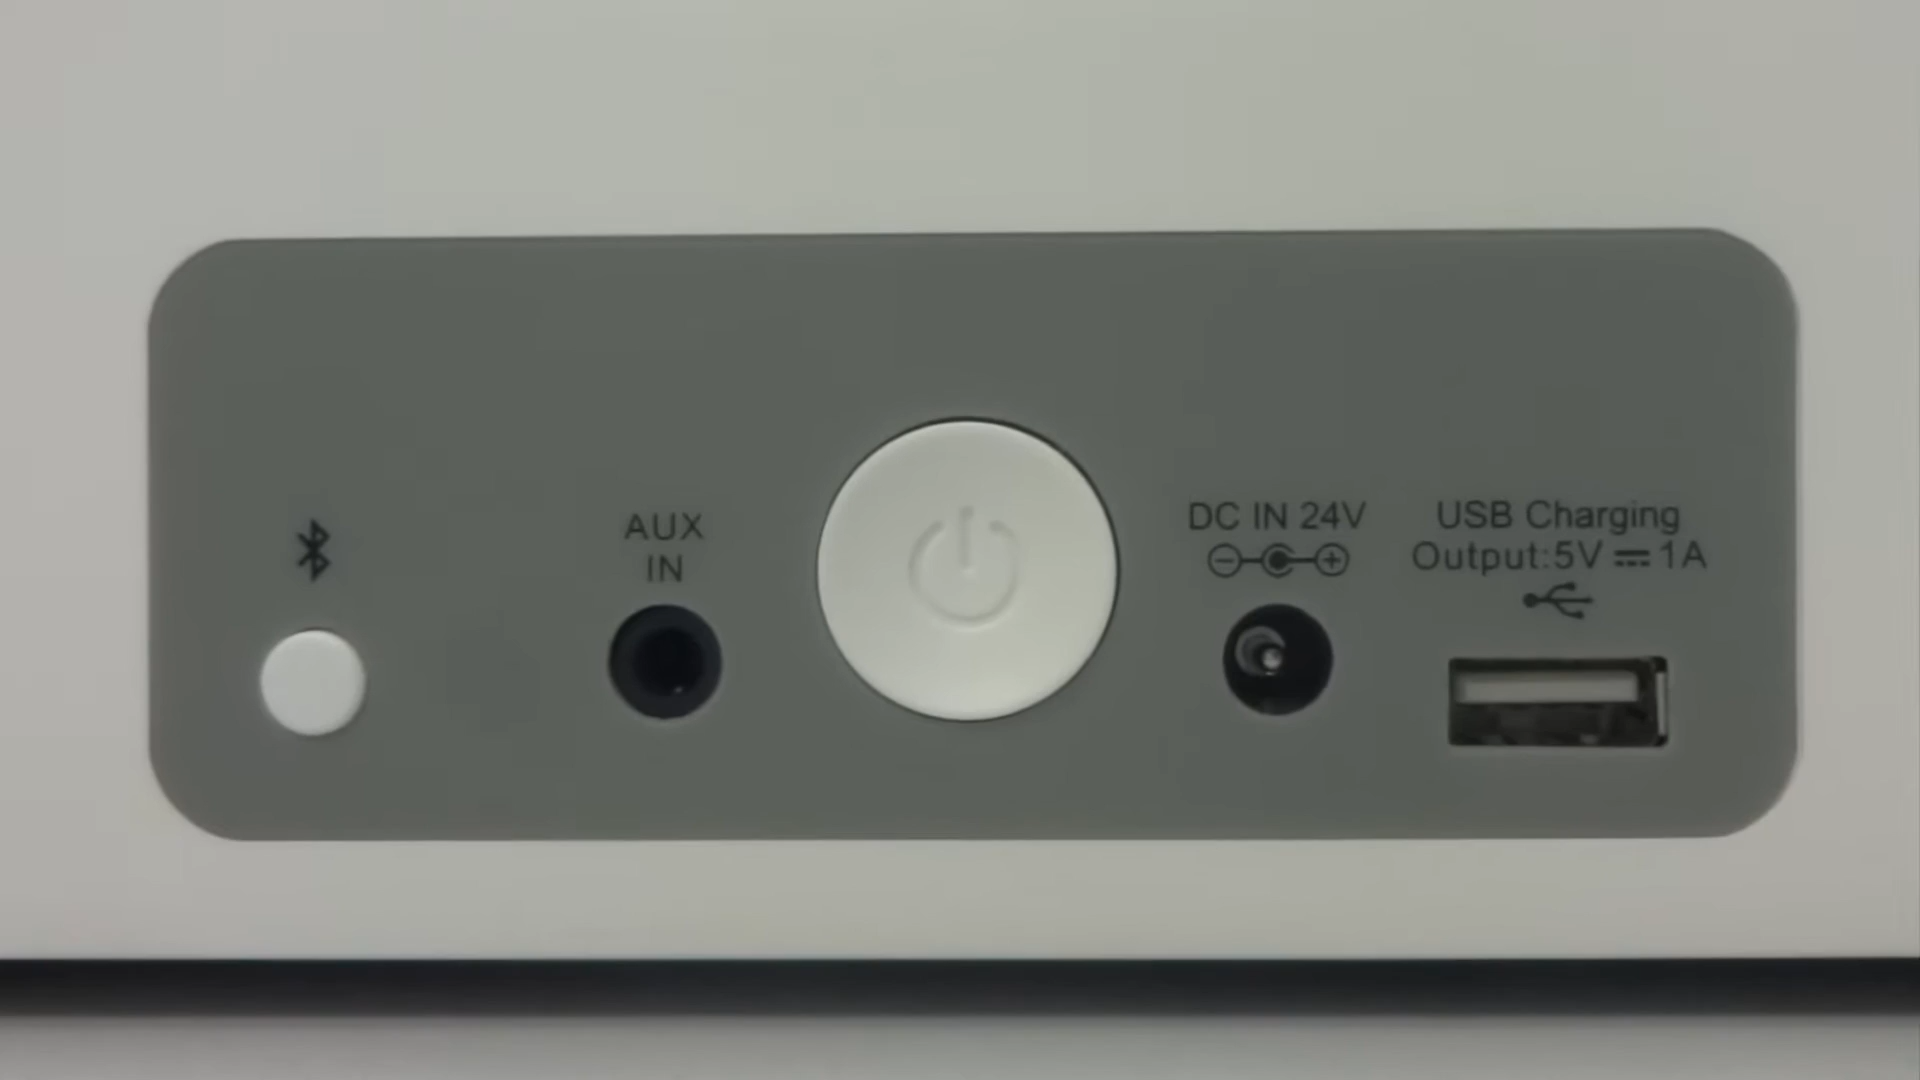 AUX
IN
DC IN 24V
USB Charging
Output:5V⎓1A